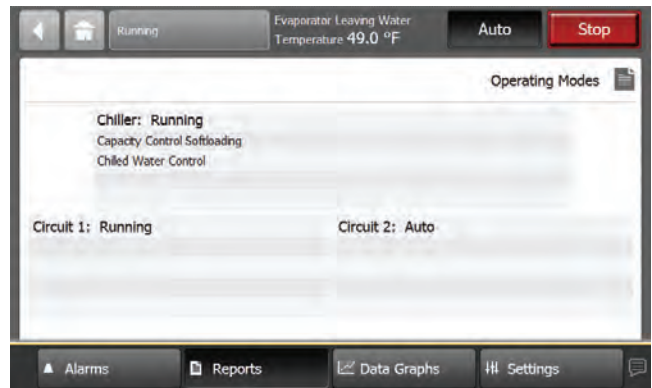 Running
Evaporator Leaving Water
Temperature 49.0 °F
Auto
Stop
Operating Modes
Chiller: Running
Capacity Control Softloading
Chilled Water Control
Circuit 1: Running
Circuit 2: Auto
Alarms
Reports
Data Graphs
Settings